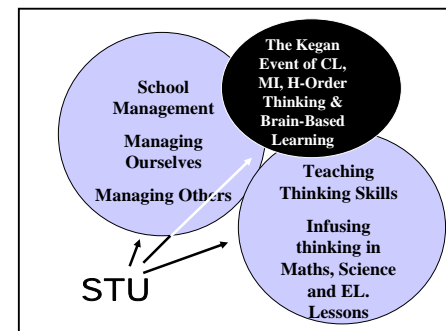 The Kegan
Event of CL,
MI, H-Order
Thinking &
Brain-Based
Learning
School
Management
Managing
Ourselves
Managing Others
Teaching
Thinking Skills
Infusing
thinking in
Maths, Science
and EL.
Lessons
STU